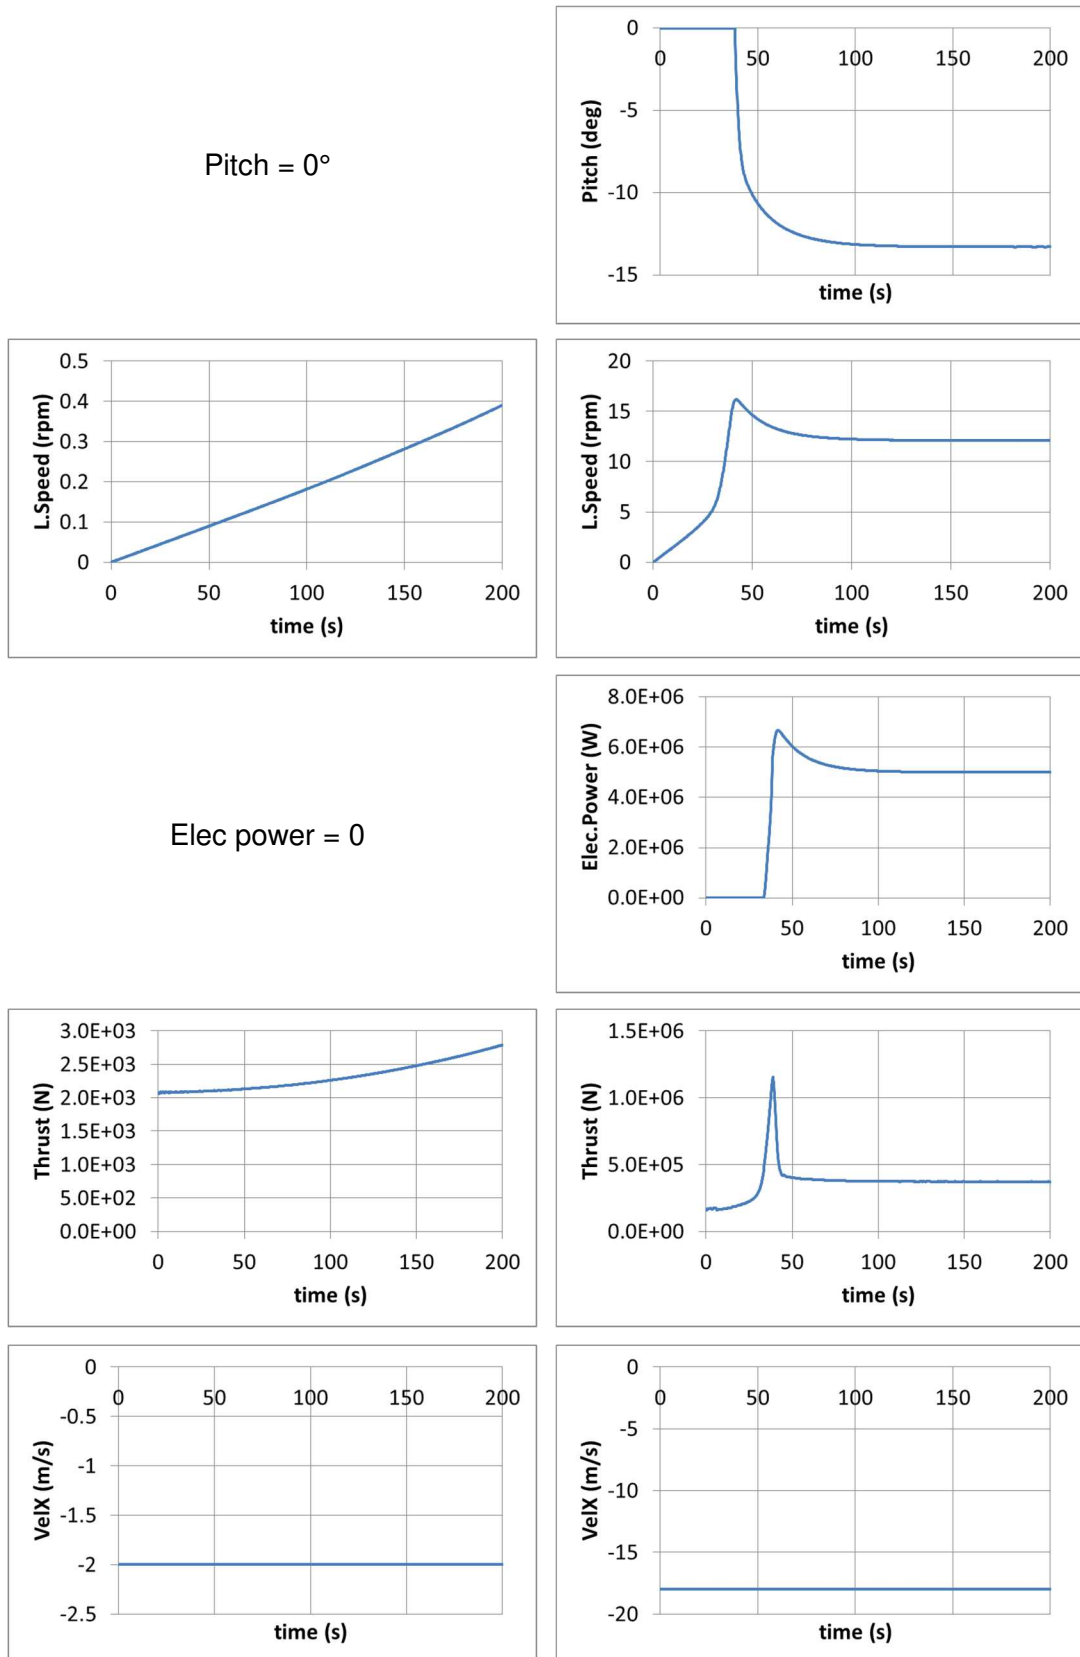 Pitch = 0°
0
-5
-10
-15
0 50 100 150 200
Pitch (deg)
time (s)
0.5
0.4
0.3
0.2
0.1
0
0 50 100 150 200
L.Speed (rpm)
time (s)
20
15
10
5
0
0 50 100 150 200
L.Speed (rpm)
time (s)
Elec power = 0
8.0E+06
6.0E+06
4.0E+06
2.0E+06
0.0E+00
0 50 100 150 200
Elec.Power (W)
time (s)
3.0E+03
2.5E+03
2.0E+03
1.5E+03
1.0E+03
5.0E+02
0.0E+00
0 50 100 150 200
Thrust (N)
time (s)
1.5E+06
1.0E+06
5.0E+05
0.0E+00
0 50 100 150 200
Thrust (N)
time (s)
0
-0.5
-1
-1.5
-2
-2.5
0 50 100 150 200
VelX (m/s)
time (s)
0
-5
-10
-15
-20
0 50 100 150 200
VelX (m/s)
time (s)